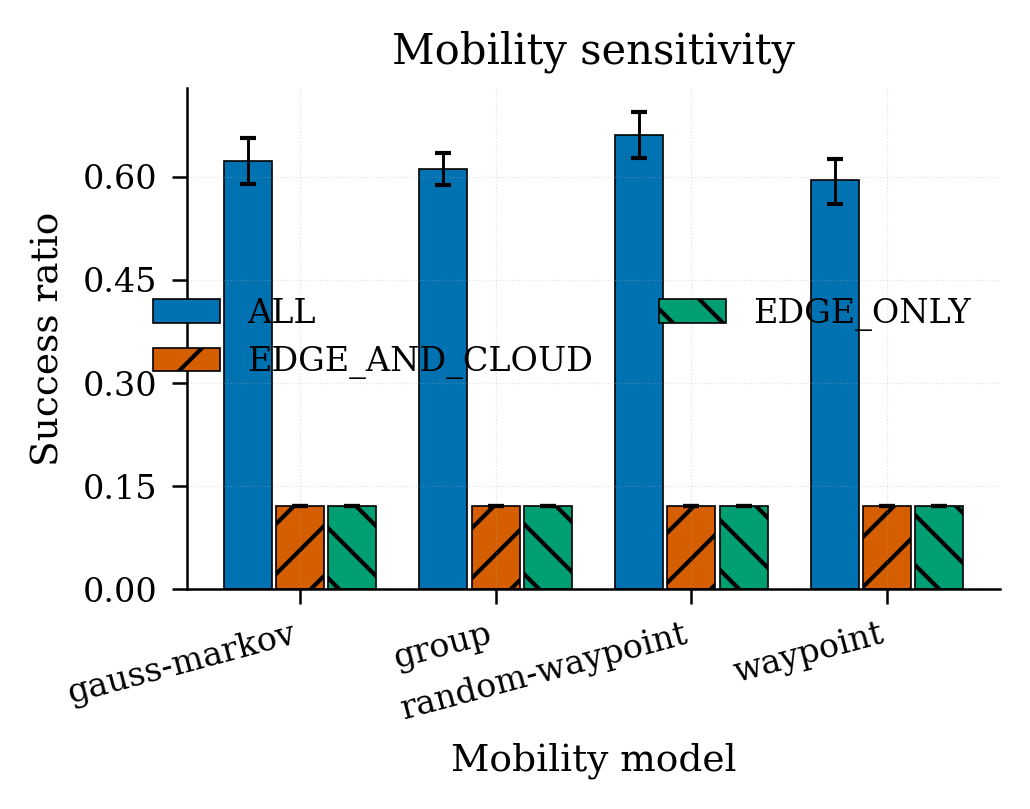 Mobility sensitivity
Success ratio
0.60
0.45
0.30
0.15
0.00
ALL
EDGE_AND_CLOUD
EDGE_ONLY
gauss-markov
group
random-waypoint
waypoint
Mobility model